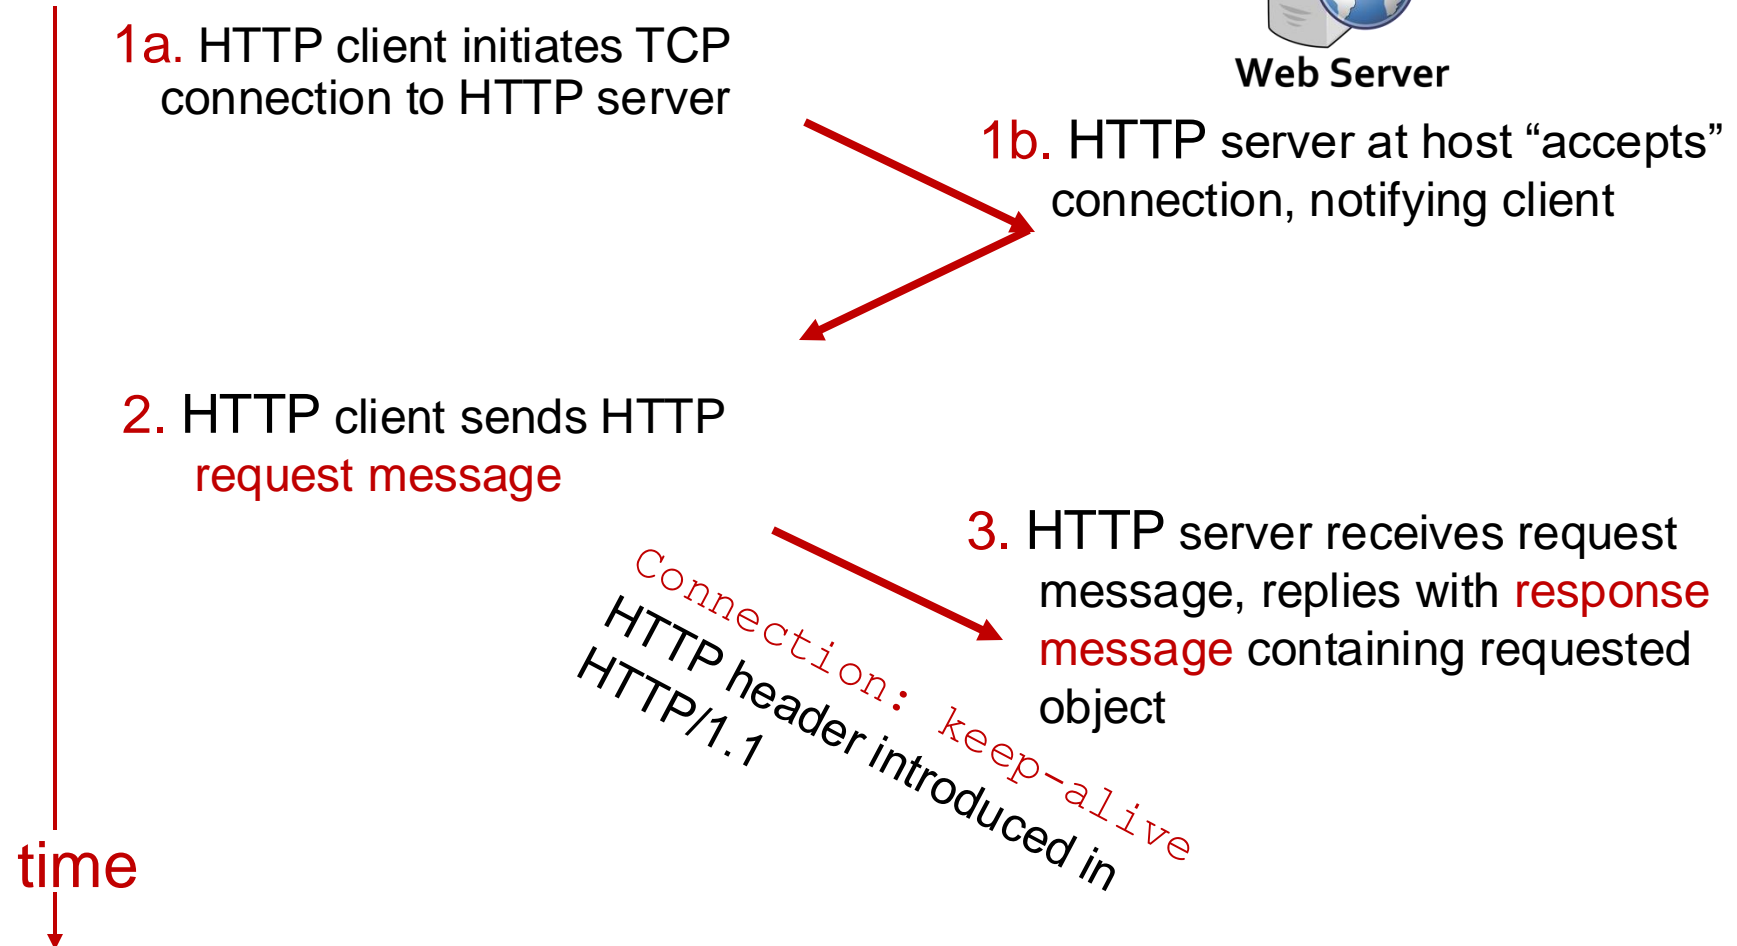 1a. HTTP client initiates TCP
connection to HTTP server
Web Server
1b. HTTP server at host “accepts”
connection, notifying client
2. HTTP client sends HTTP
request message
3. HTTP server receives request
message, replies with response
message containing requested
object
Connection: keep-alive
HTTP header introduced in
HTTP/1.1
time